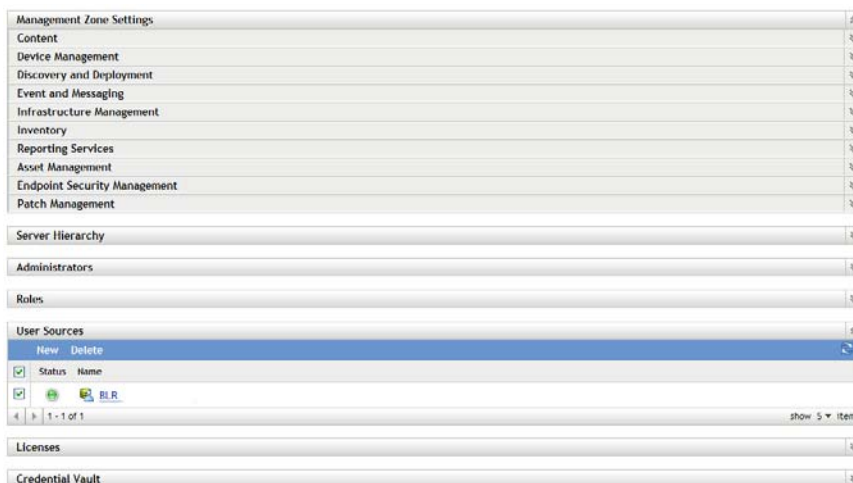 Management Zone Settings
Content
Device Management
Discovery and Deployment
Event and Messaging
Infrastructure Management
Inventory
Reporting Services
Asset Management
Endpoint Security Management
Patch Management
Server Hierarchy
Administrators
Roles
User Sources
New Delete
Status Name
BLR
1 - 1 of 1 show 5
Licenses
Credential Vault